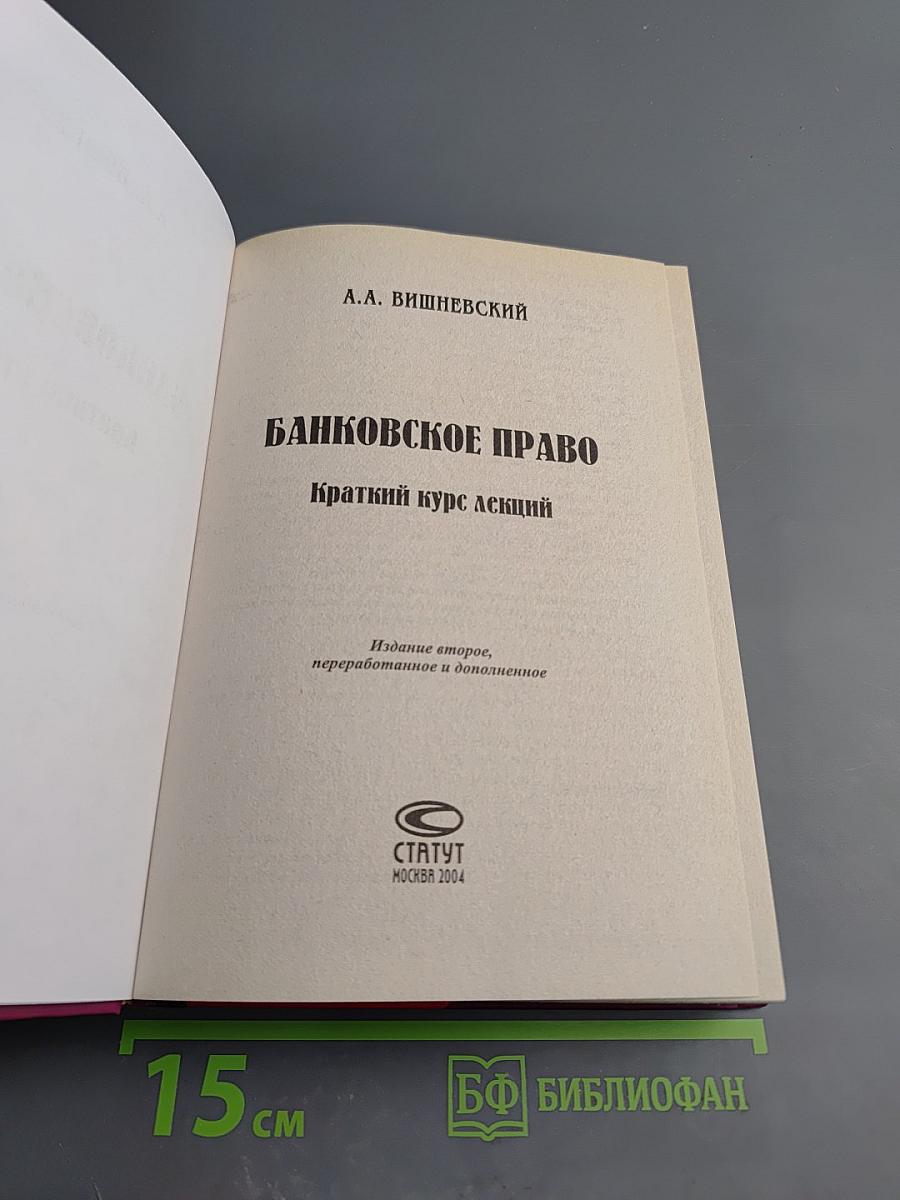 А.А. ВИШНЕВСКИЙ
БАНКОВСКОЕ ПРАВО
Краткий курс лекций
Издание второе,
переработанное и дополненное
СТАТУТ
МОСКВА 2004
15 см
БФ БИБЛИОФАН